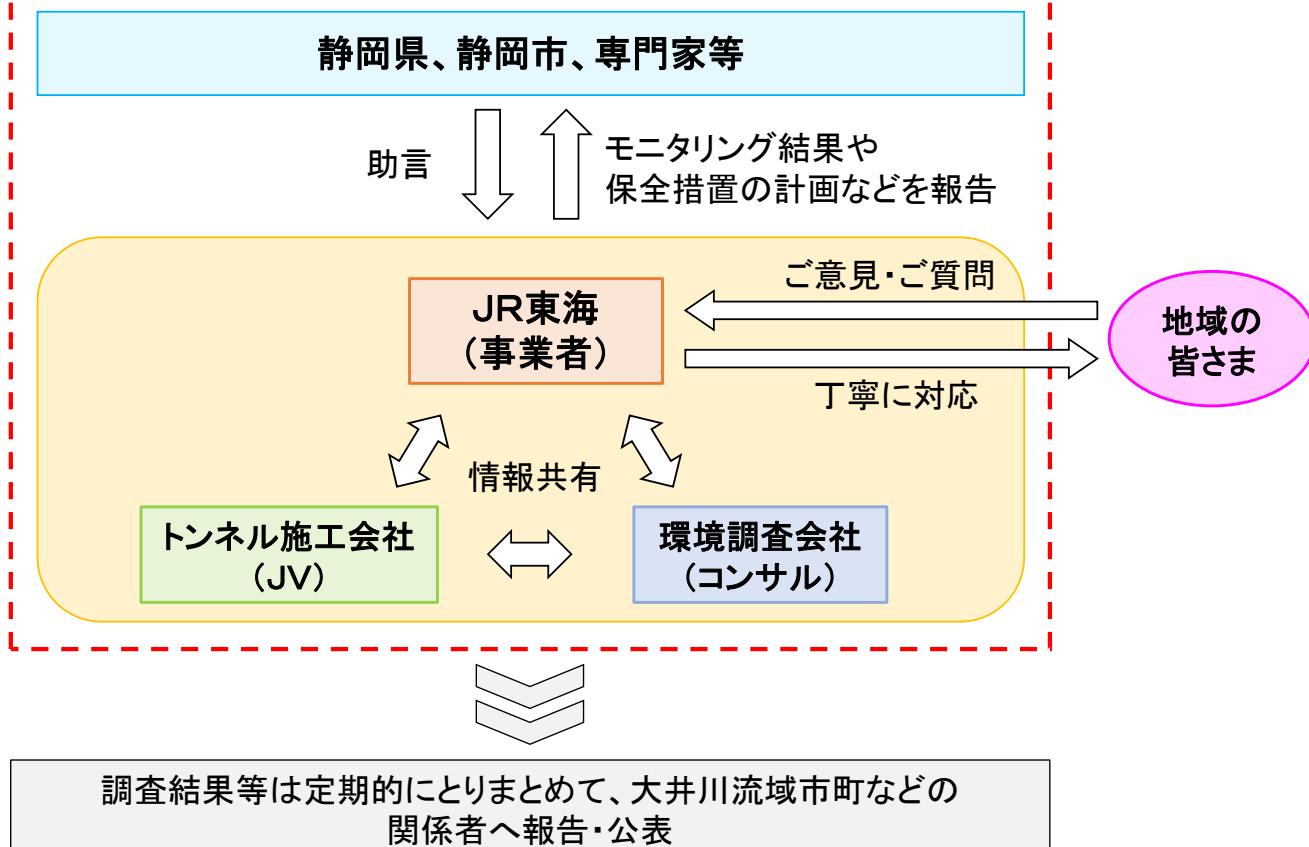 静岡県、静岡市、専門家等
助言
モニタリング結果や
保全措置の計画などを報告
ご意見・ご質問
JR東海
(事業者)
地域の
皆さま
丁寧に対応
情報共有
トンネル施工会社
(JV)
環境調査会社
(コンサル)
調査結果等は定期的にとりまとめて、大井川流域市町などの
関係者へ報告・公表